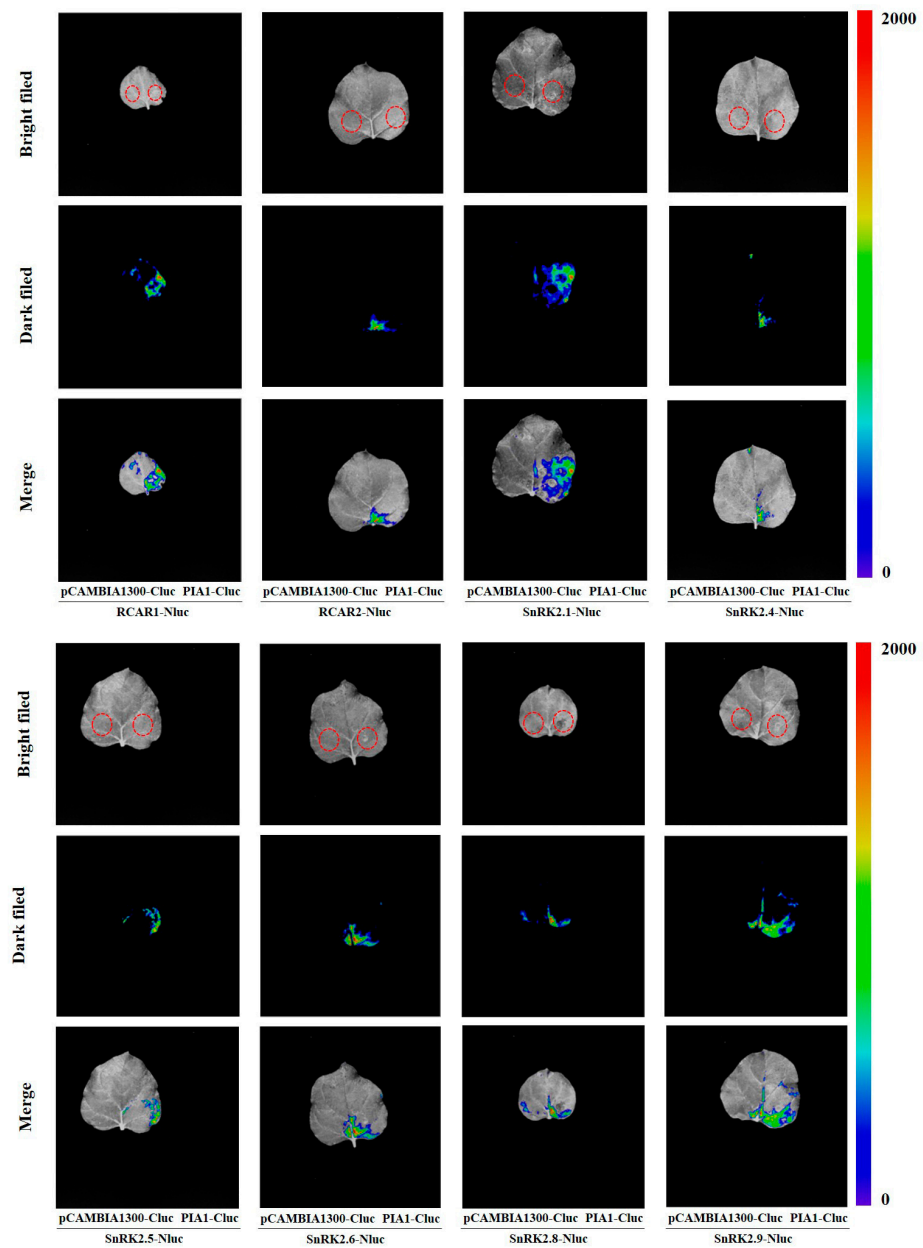 Bright filed
2000
Dark filed
Merge
0
pCAMBIA1300-Cluc PIA1-Cluc pCAMBIA1300-Cluc PIA1-Cluc pCAMBIA1300-Cluc PIA1-Cluc pCAMBIA1300-Cluc PIA1-Cluc
RCAR1-Nluc RCAR2-Nluc SnRK2.1-Nluc SnRK2.4-Nluc
Bright filed
2000
Dark filed
Merge
0
pCAMBIA1300-Cluc PIA1-Cluc pCAMBIA1300-Cluc PIA1-Cluc pCAMBIA1300-Cluc PIA1-Cluc pCAMBIA1300-Cluc PIA1-Cluc
SnRK2.5-Nluc SnRK2.6-Nluc SnRK2.8-Nluc SnRK2.9-Nluc